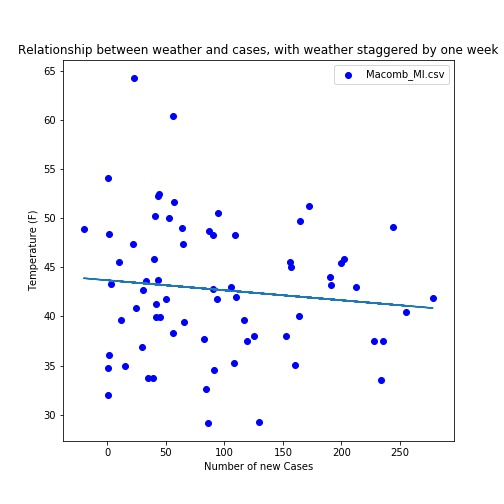 Relationship between weather and cases, with weather staggered by one week
Macomb_MI.csv
65
60
55
50
45
40
35
30
Temperature (F)
0 50 100 150 200 250
Number of new Cases